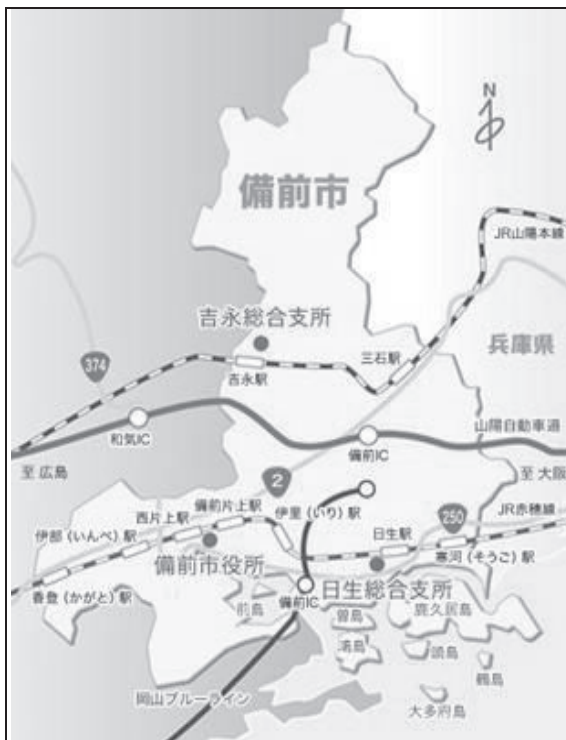 N
備前市
JR山陽本線
吉永総合支所
兵庫県
三石駅
374
吉永駅
山陽自動車道
和気IC
備前IC
至 広島
至 大阪
2
250
JR赤穂線
西片上駅
備前片上駅
伊里（いり）駅
日生駅
伊部（いんべ）駅
備前市役所
寒河（そうご）駅
日生総合支所
香登（かがと）駅
備前IC
前島
曽島
鹿久居島
鴻島
頭島
鶴島
岡山ブルーライン
大多府島